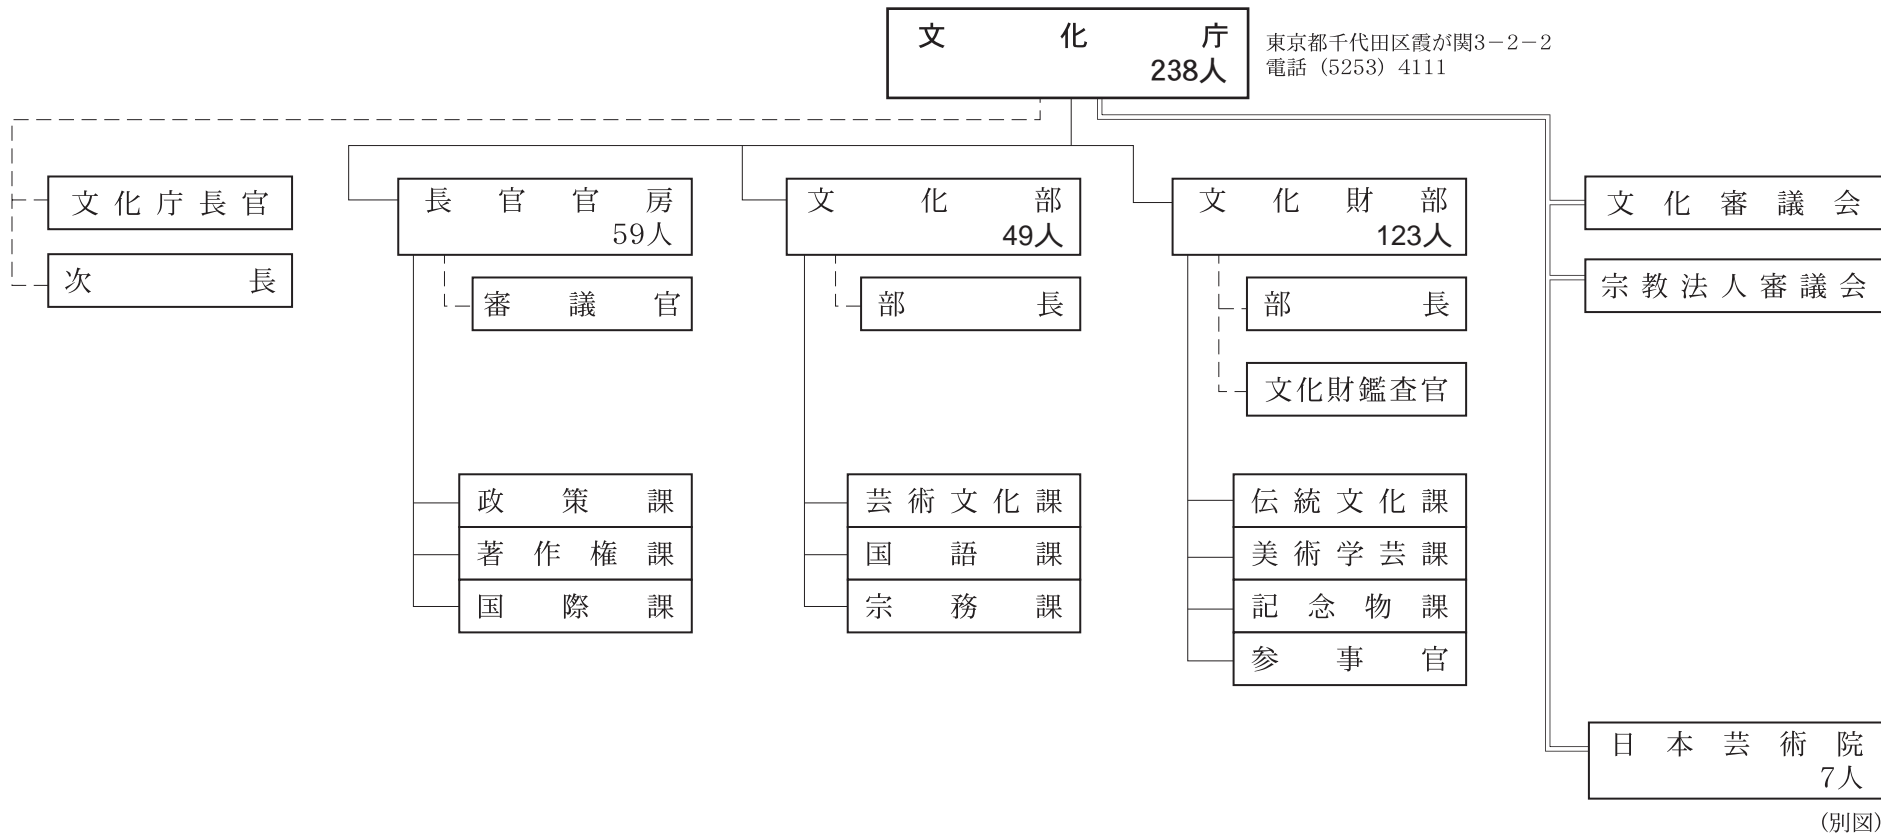 文化庁
238人
東京都千代田区霞が関3−2−2
電話（5253）4111
文化庁長官
次長
長官官房
59人
審議官
政策課
著作権課
国際課
文化部
49人
部長
芸術文化課
国語課
宗務課
文化財部
123人
部長
文化財鑑査官
伝統文化課
美術学芸課
記念物課
参事官
文化審議会
宗教法人審議会
日本芸術院
7人
(別図)